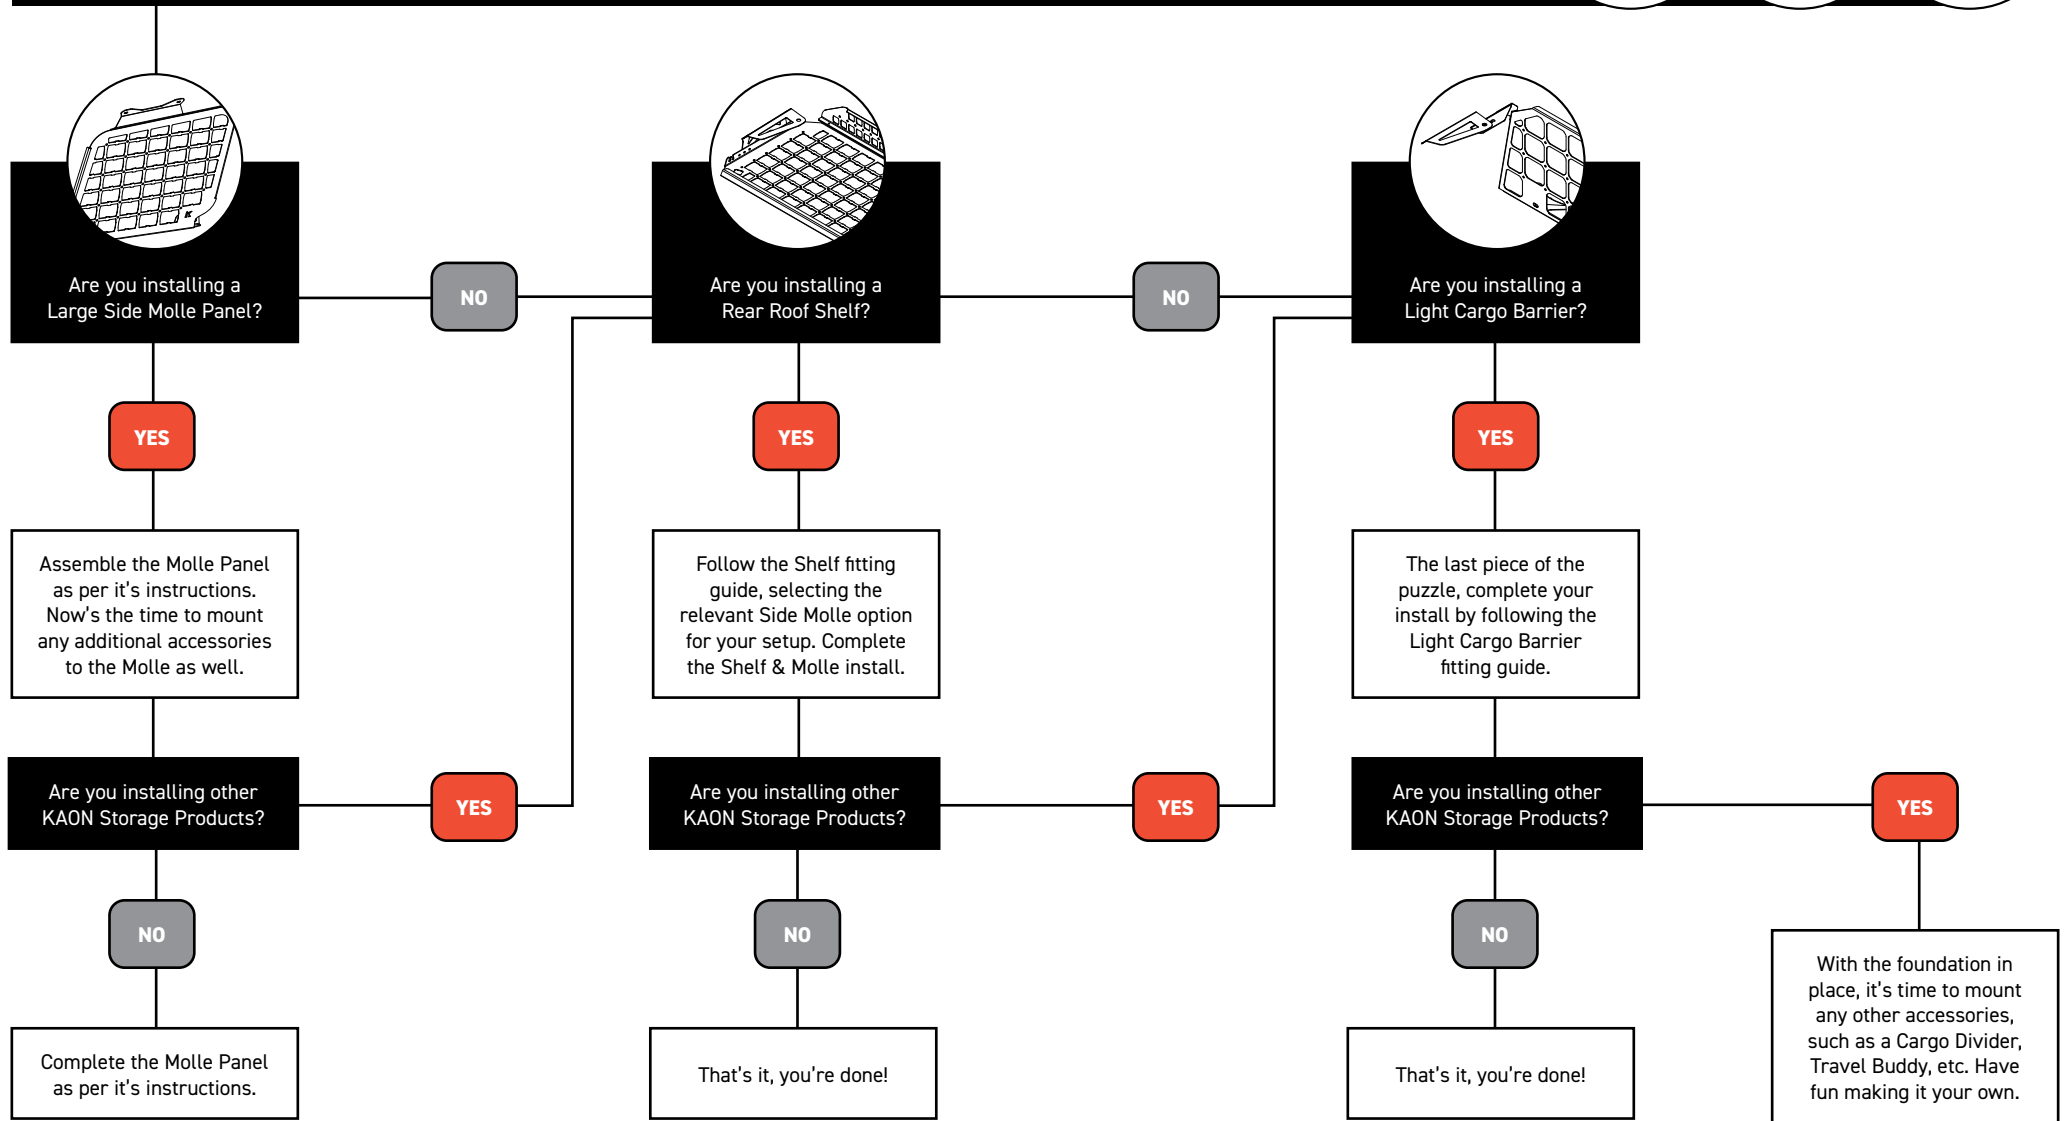 Are you installing a
Large Side Molle Panel?
NO
Are you installing a
Rear Roof Shelf?
NO
Are you installing a
Light Cargo Barrier?
YES
YES
YES
Assemble the Molle Panel
as per it's instructions.
Now's the time to mount
any additional accessories
to the Molle as well.
Follow the Shelf fitting
guide, selecting the
relevant Side Molle option
for your setup. Complete
the Shelf & Molle install.
The last piece of the
puzzle, complete your
install by following the
Light Cargo Barrier
fitting guide.
Are you installing other
KAON Storage Products?
YES
Are you installing other
KAON Storage Products?
YES
Are you installing other
KAON Storage Products?
YES
NO
NO
NO
Complete the Molle Panel
as per it's instructions.
That's it, you're done!
That's it, you're done!
With the foundation in
place, it's time to mount
any other accessories,
such as a Cargo Divider,
Travel Buddy, etc. Have
fun making it your own.